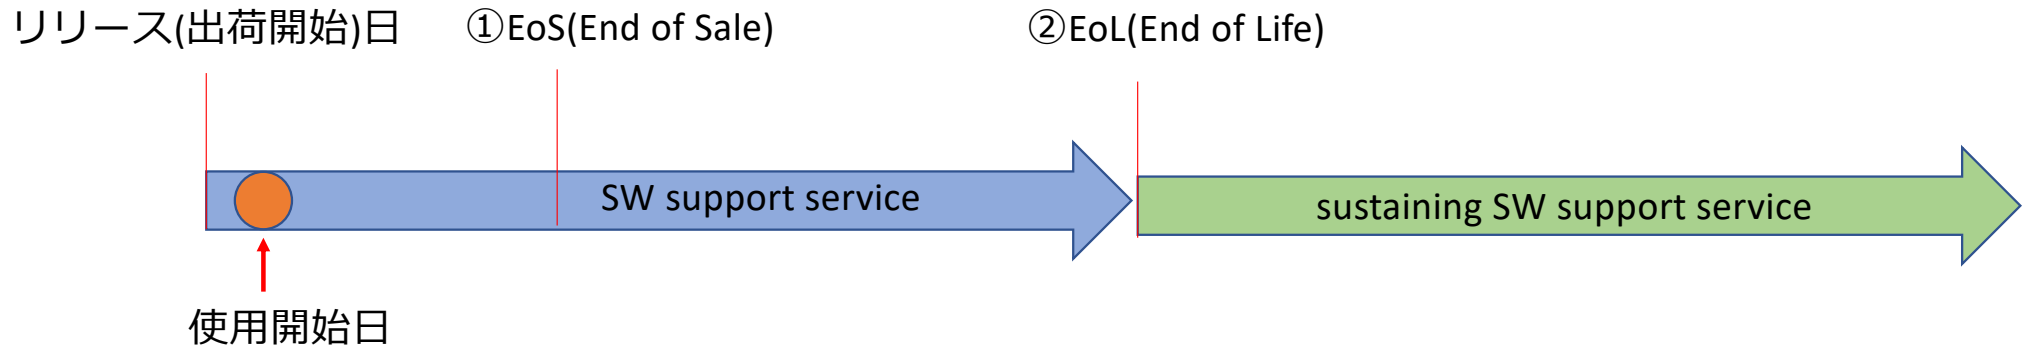 リリース(出荷開始)日
①EoS(End of Sale)
②EoL(End of Life)
SW support service
sustaining SW support service
使用開始日